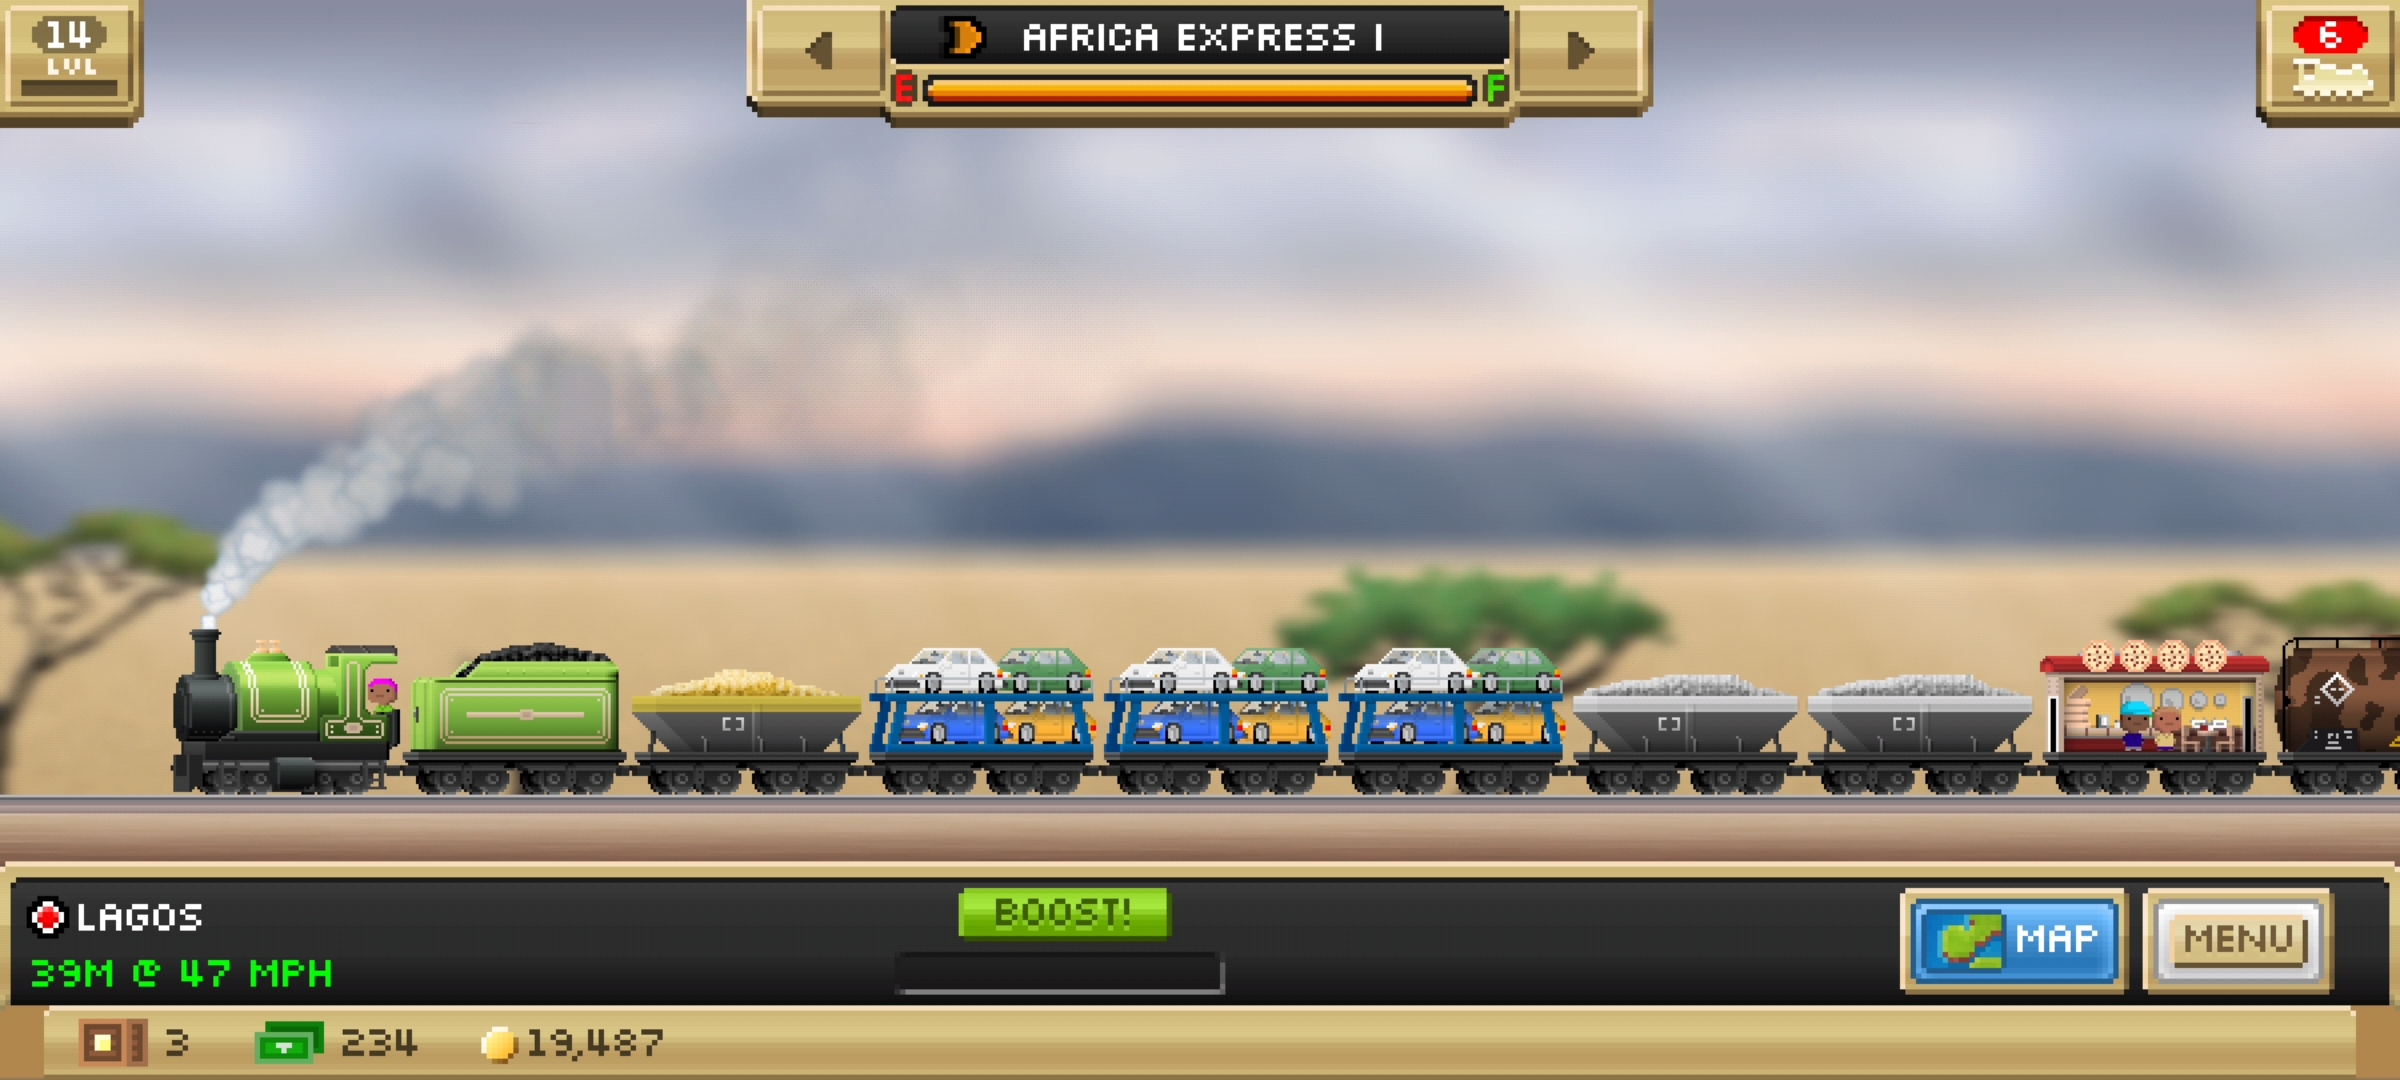 14
LVL
AFRICA EXPRESS I
E
F
6
LAGOS
39M @ 47 MPH
BOOST!
MAP
MENU
3
234
19,487